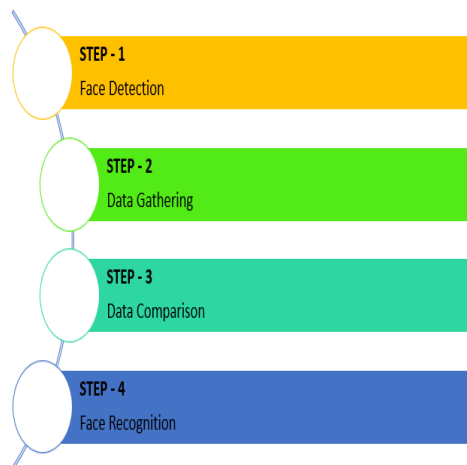 STEP - 1
Face Detection
STEP - 2
Data Gathering
STEP - 3
Data Comparison
STEP - 4
Face Recognition